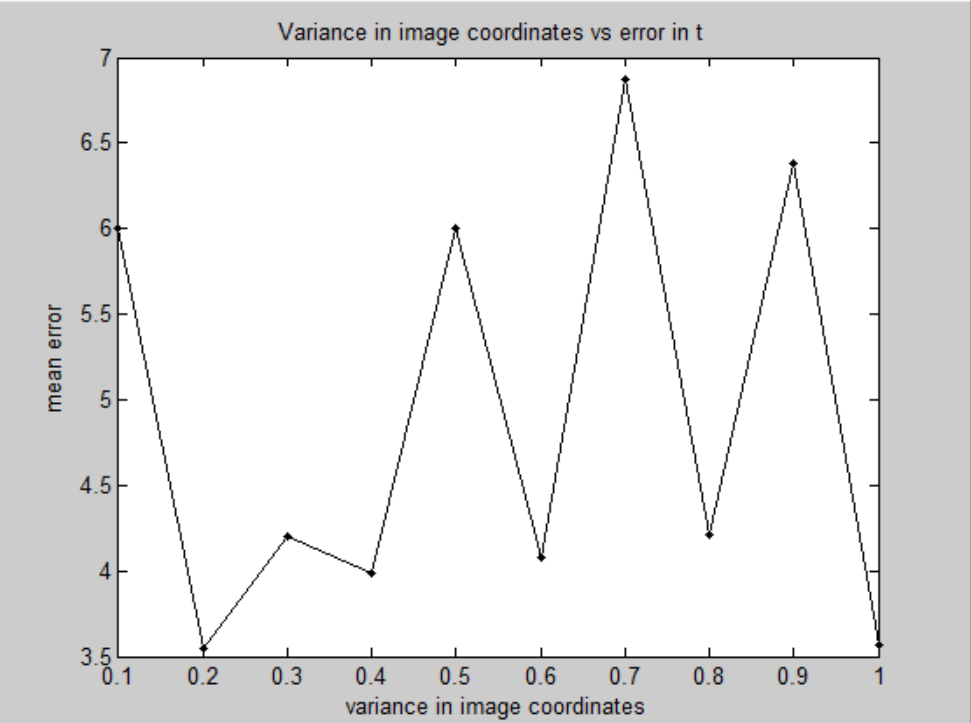 Variance in image coordinates vs error in t
7
6.5
6
5.5
5
4.5
4
3.5
mean error
0.1 0.2 0.3 0.4 0.5 0.6 0.7 0.8 0.9 1
variance in image coordinates